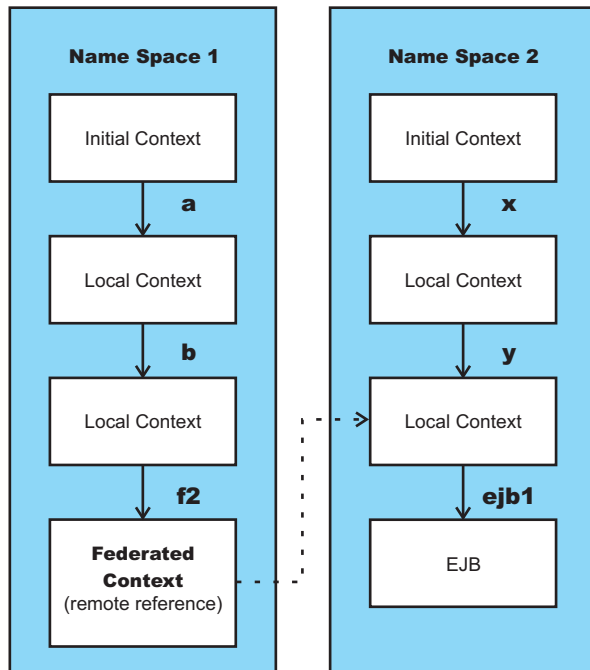 Name Space 1
Initial Context
a
Local Context
b
Local Context
f2
Federated
Context
(remote reference)
Name Space 2
Initial Context
x
Local Context
y
Local Context
ejb1
EJB